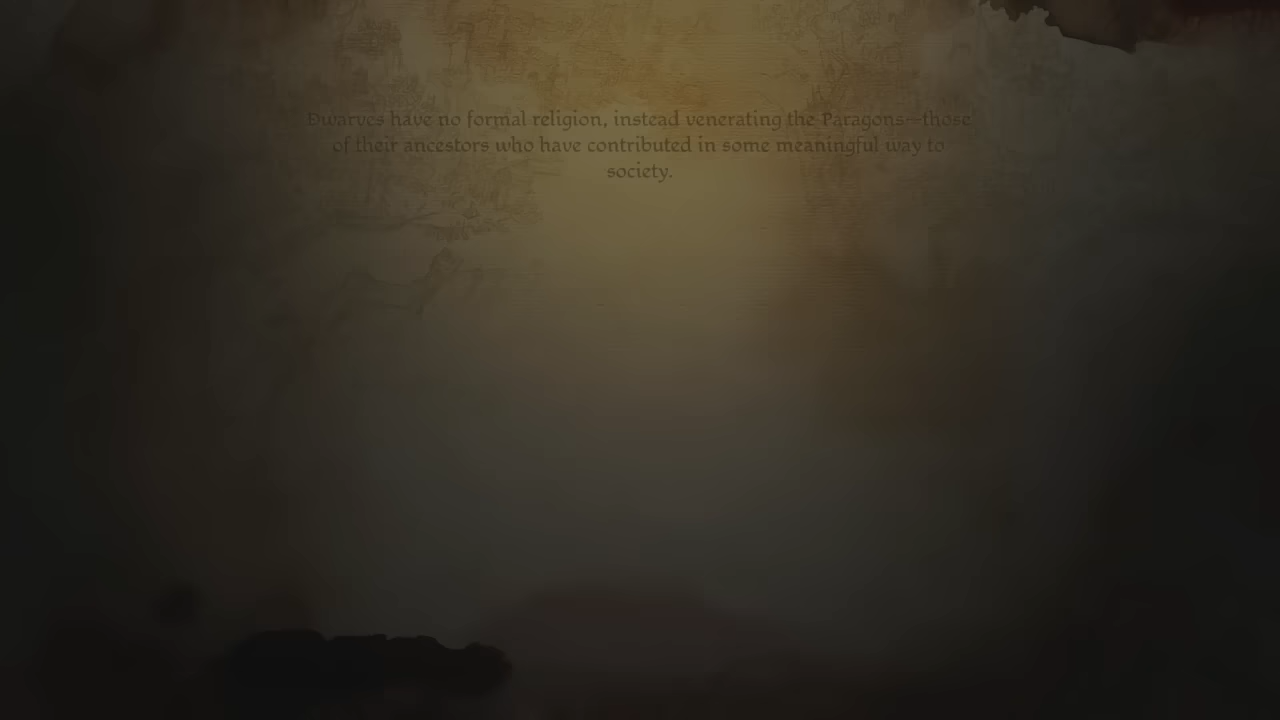 Dwarves have no formal religion, instead venerating the Paragons—those
of their ancestors who have contributed in some meaningful way to
society.